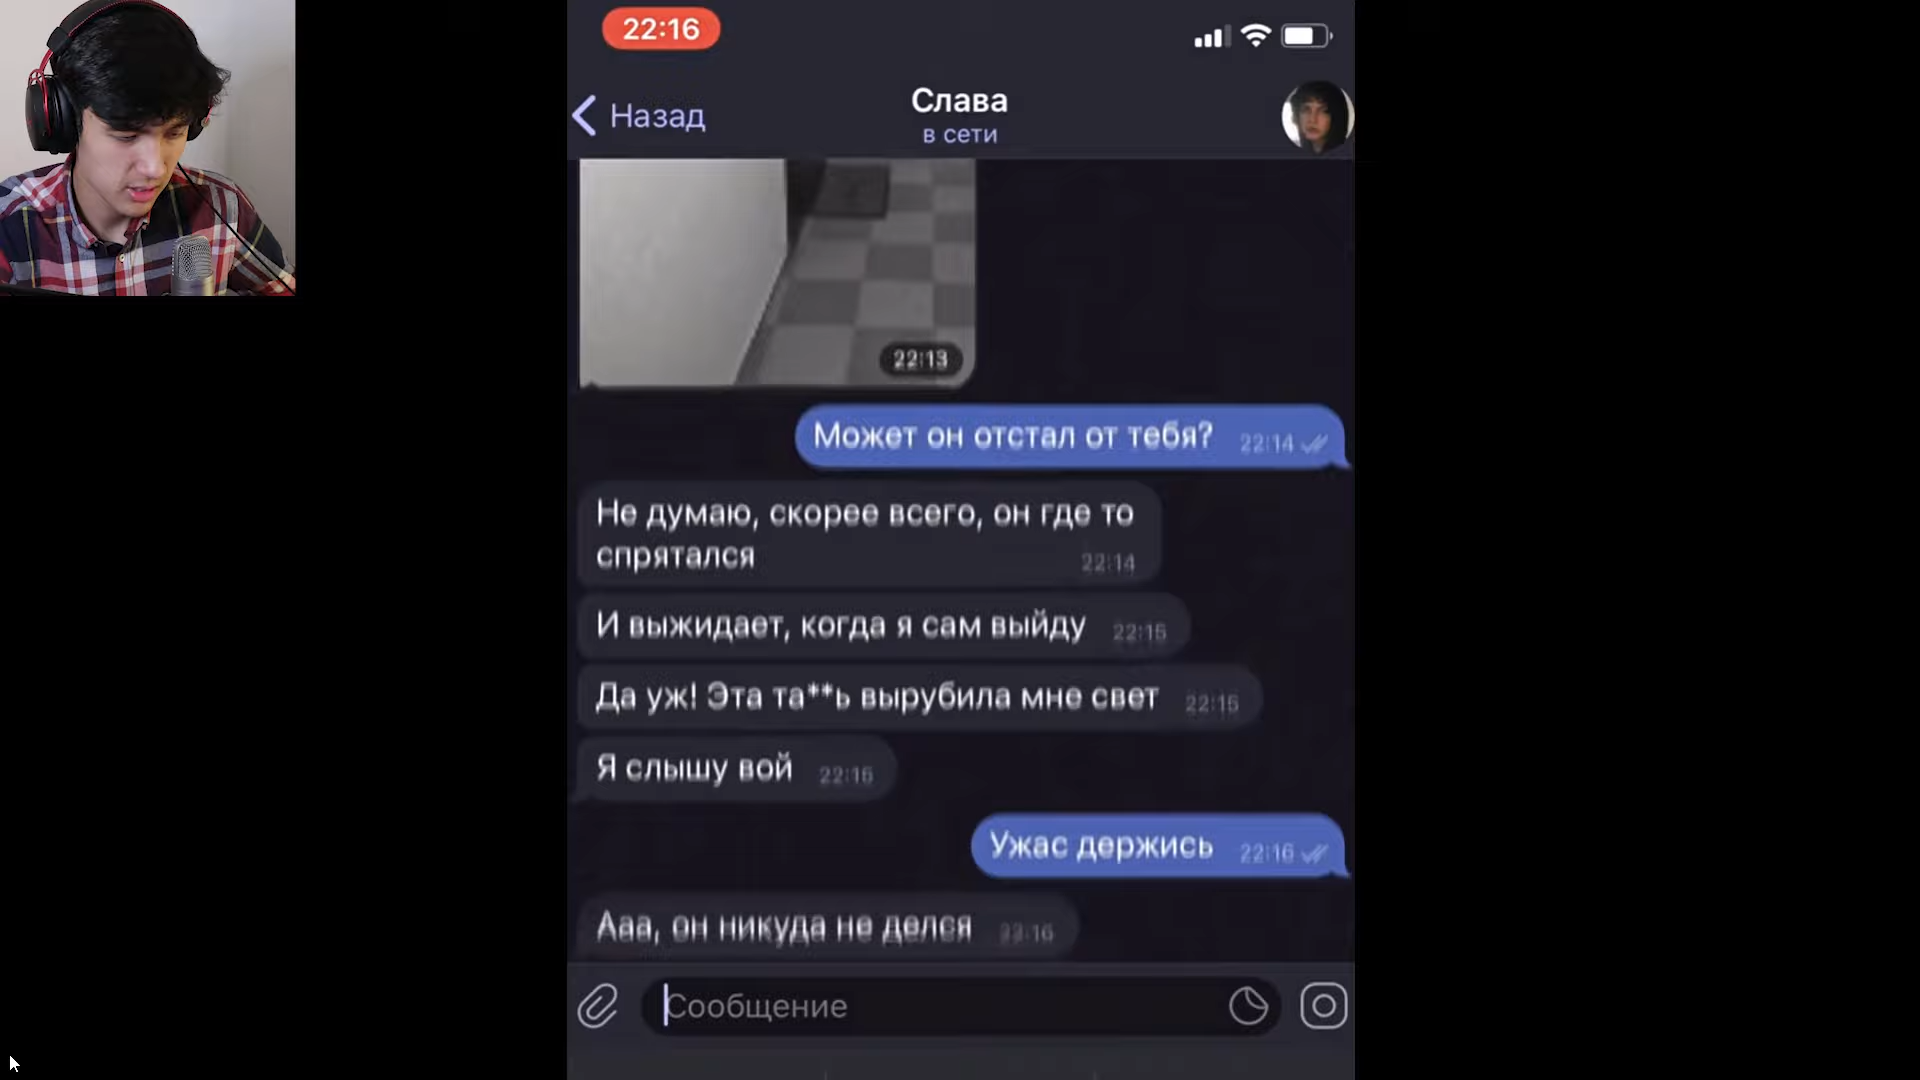 22:16
Назад
Слава
в сети
22:13
Может он отстал от тебя? 22:14
Не думаю, скорее всего, он где то
спрятался 22:14
И выжидает, когда я сам выйду 22:15
Да уж! Эта та**ь вырубила мне свет 22:15
Я слышу вой 22:15
Ужас держись 22:16
Ааа, он никуда не делся 22:16
Сообщение